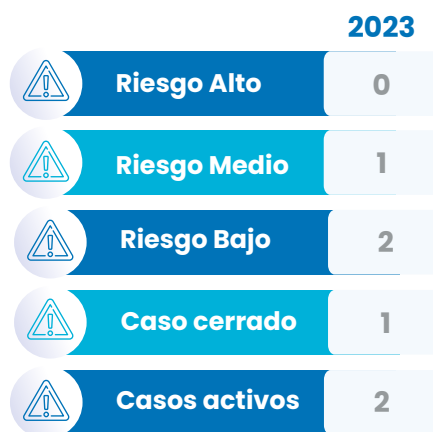 2023
Riesgo Alto 0
Riesgo Medio 1
Riesgo Bajo 2
Caso cerrado 1
Casos activos 2